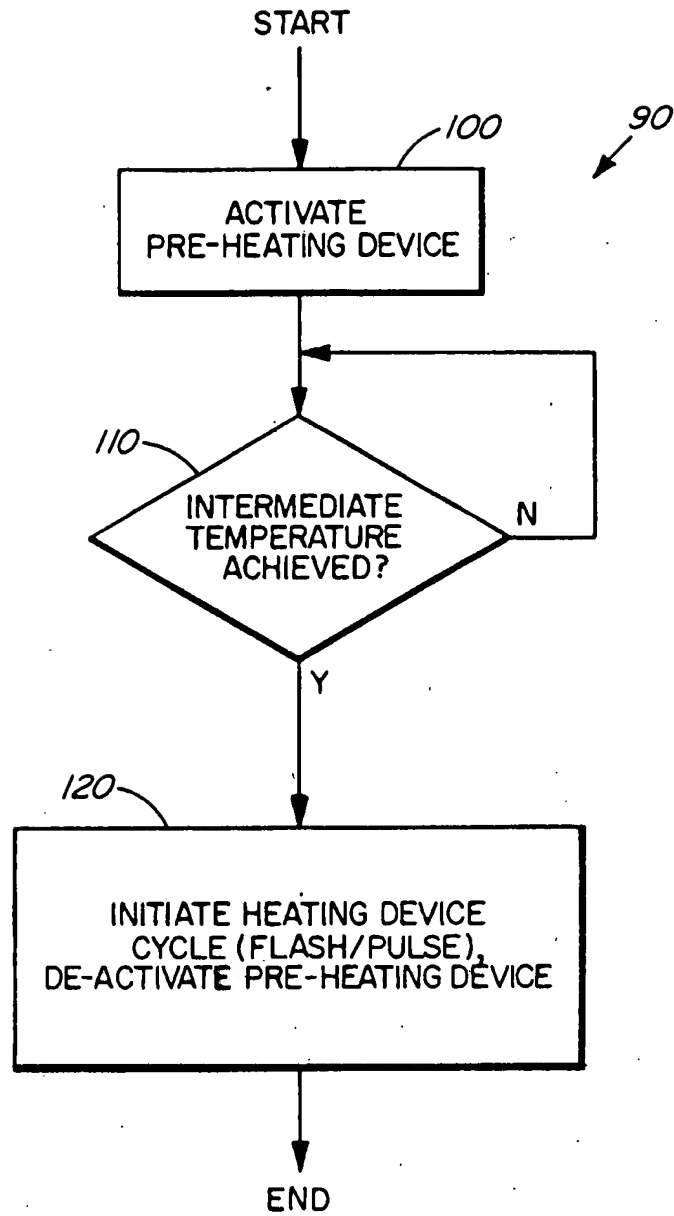 START
100
90
ACTIVATE
PRE-HEATING DEVICE
110
INTERMEDIATE
TEMPERATURE
ACHIEVED?
N
Y
120
INITIATE HEATING DEVICE
CYCLE (FLASH/PULSE),
DE-ACTIVATE PRE-HEATING DEVICE
END